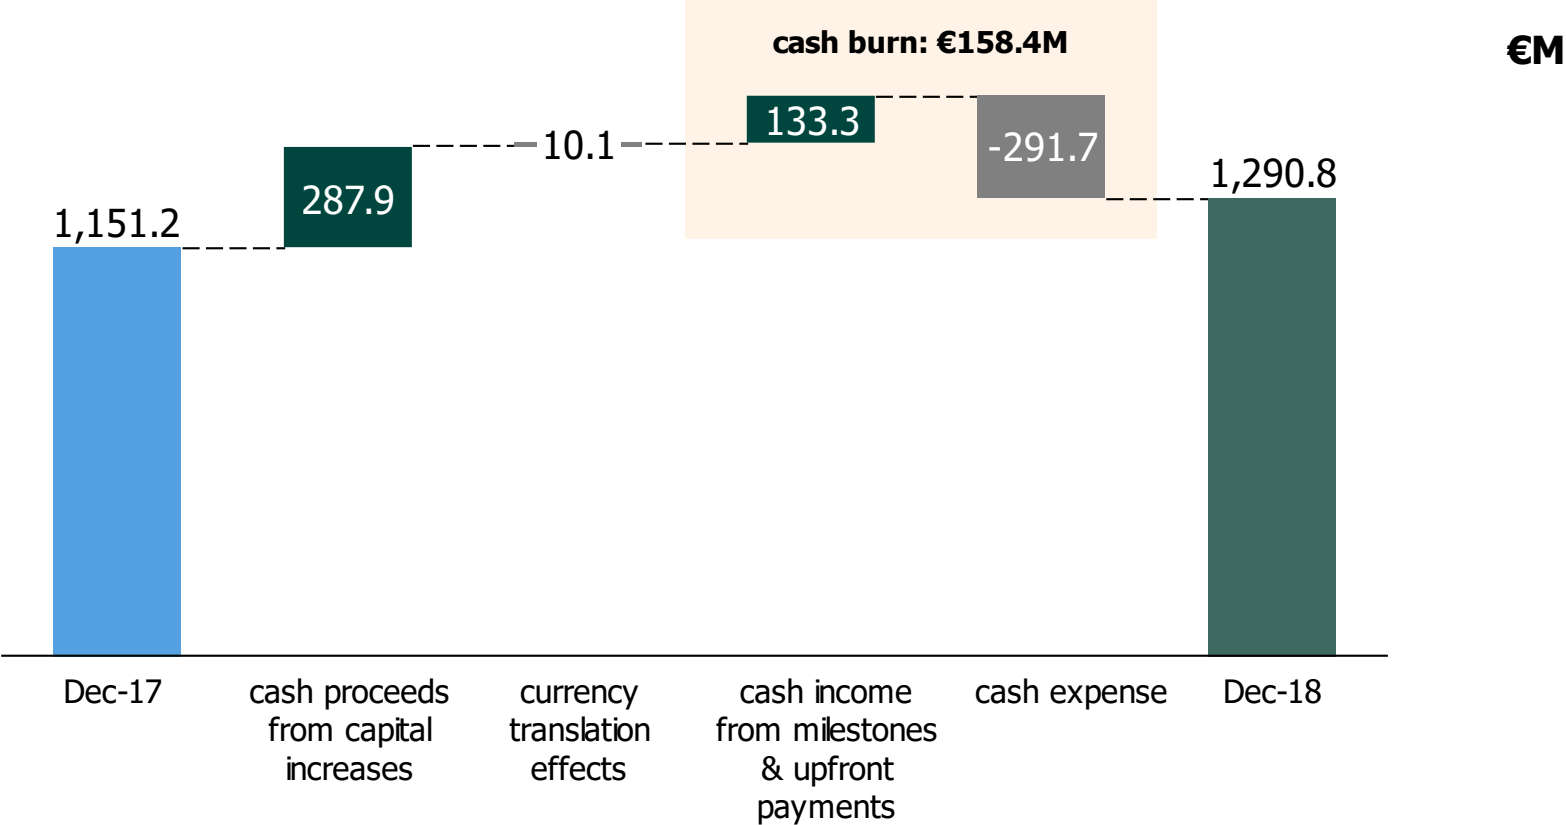 cash burn: €158.4M
€M
1,151.2
287.9
10.1
133.3
-291.7
1,290.8
Dec-17
cash proceeds
from capital
increases
currency
translation
effects
cash income
from milestones
& upfront
payments
cash expense
Dec-18